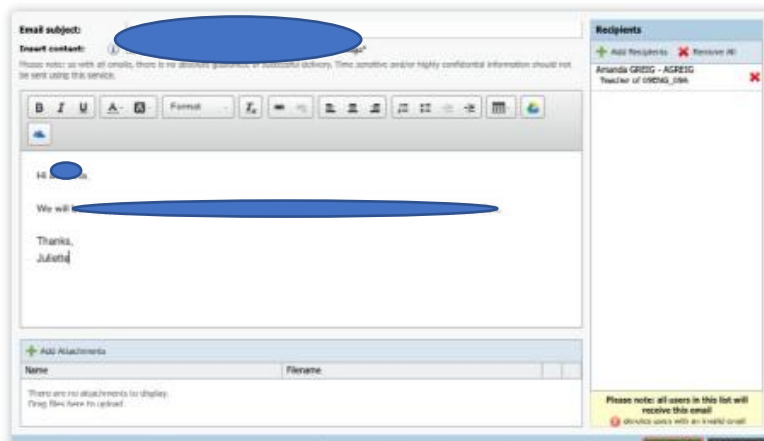 Email subject:
Insert content:
Please note: as with all emails, there is no absolute guarantee of successful delivery. Time sensitive and/or highly confidential information should not
be sent using this service.
B I U A A Format
Hi
We will
Thanks,
Juliette
Add Attachments
Name Filename
There are no attachments to display.
Drag files here to upload
Recipients
Add Recipients Remove All
Amanda GREIG - AGREIG
Teacher of
Please note: all users in this list will
receive this email
denotes users with an invalid email